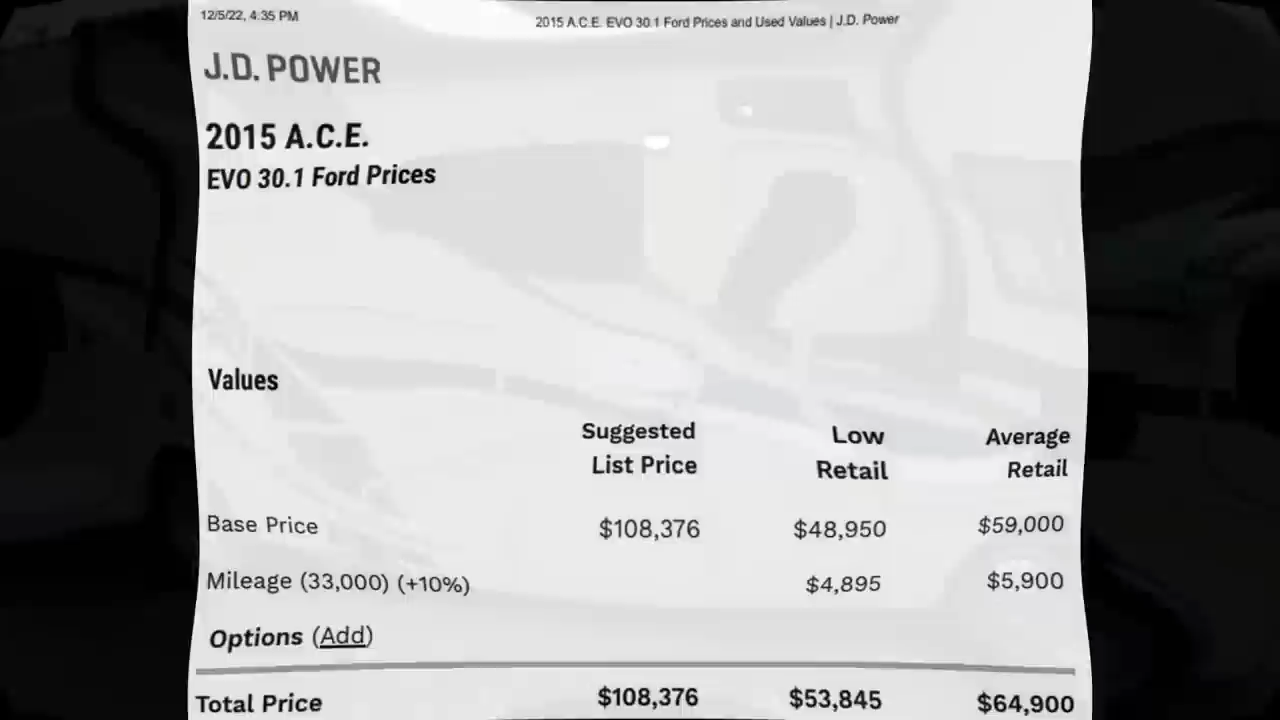 12/5/22, 4:35 PM
2015 A.C.E. EVO 30.1 Ford Prices and Used Values | J.D. Power
J.D. POWER
2015 A.C.E.
EVO 30.1 Ford Prices
Values
Suggested List Price Low Retail Average Retail
Base Price $108,376 $48,950 $59,000
Mileage (33,000) (+10%) $4,895 $5,900
Options (Add)
Total Price $108,376 $53,845 $64,900